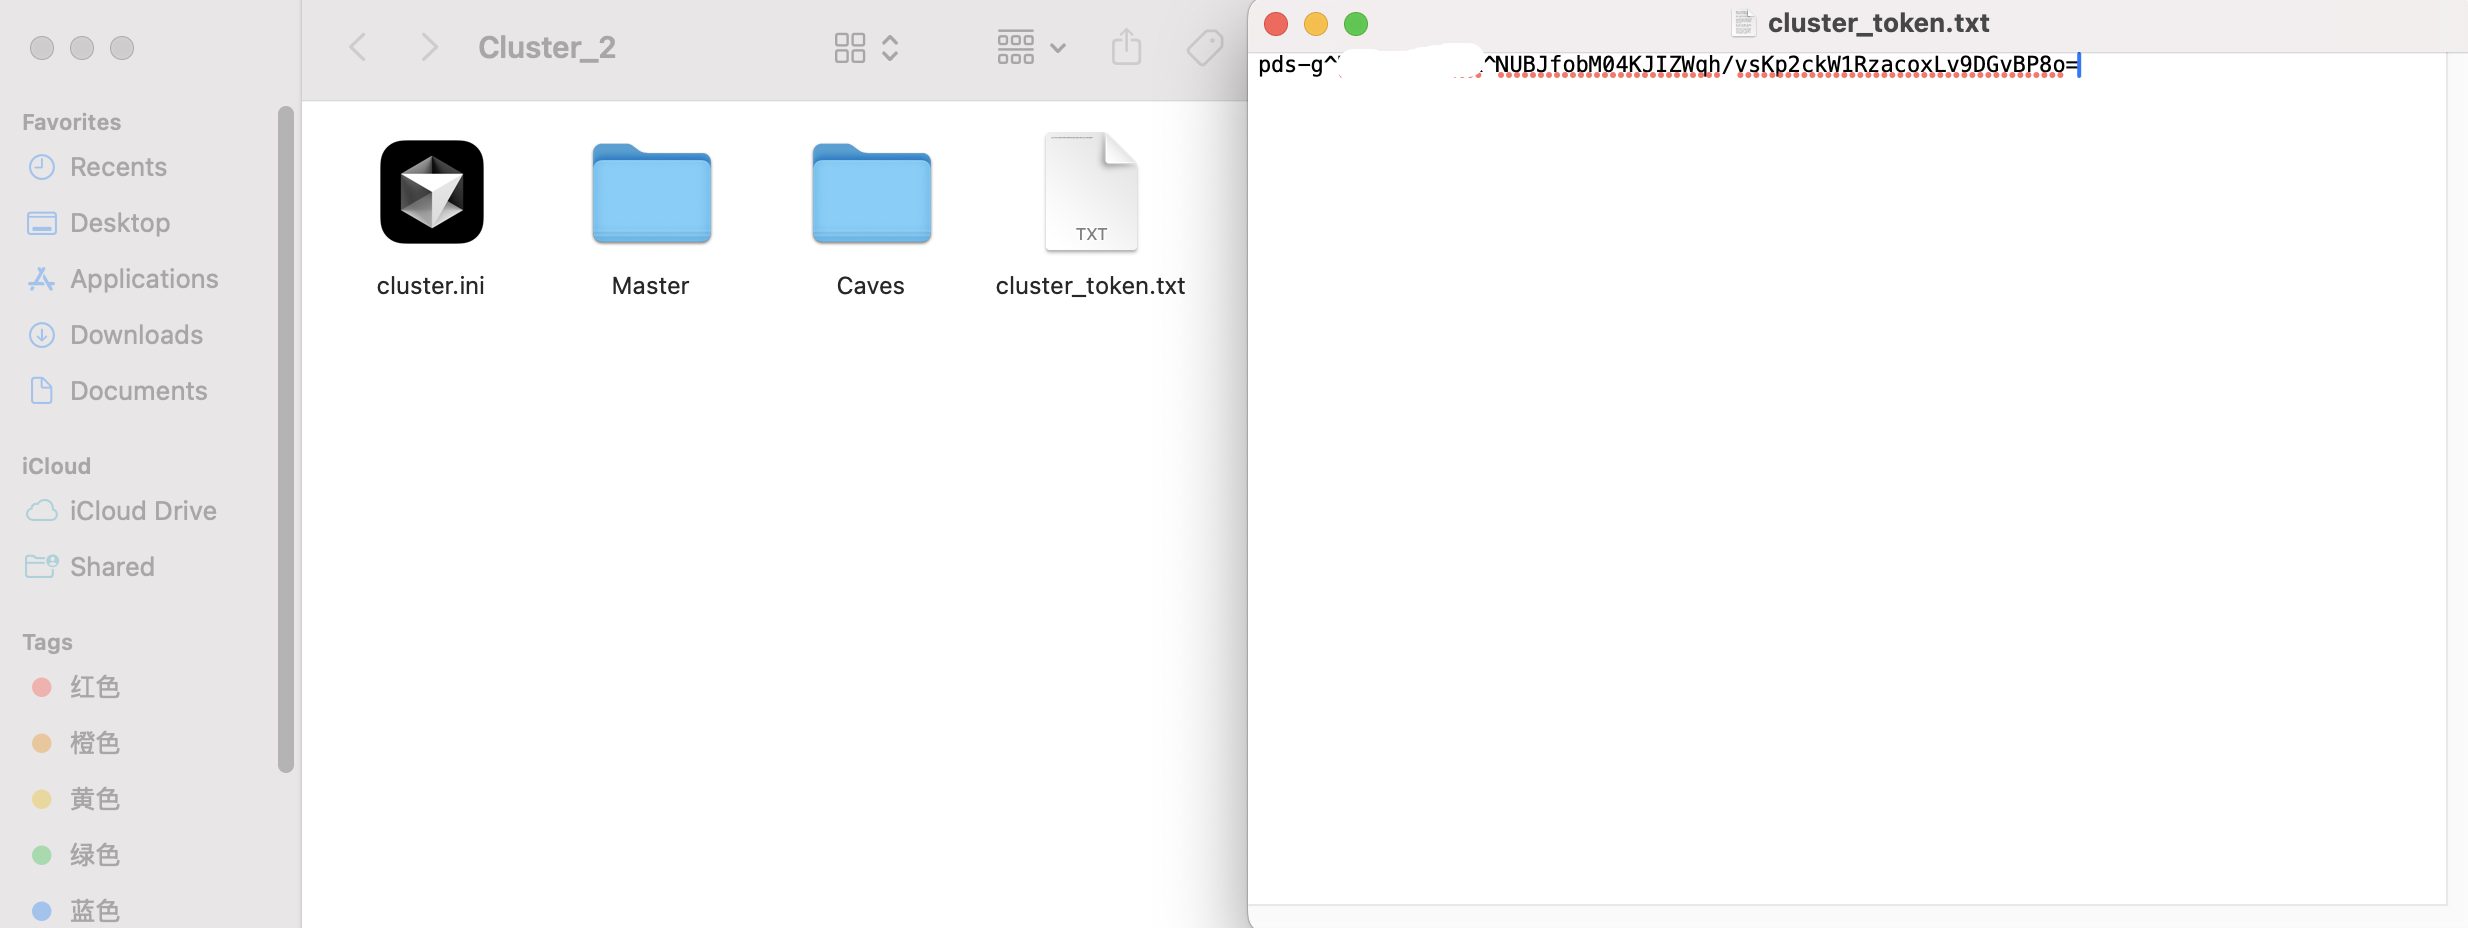 Cluster_2
Favorites
Recents
Desktop
Applications
Downloads
Documents
iCloud
iCloud Drive
Shared
Tags
红色
橙色
黄色
绿色
蓝色
cluster.ini
Master
Caves
TXT
cluster_token.txt
cluster_token.txt
pds-g^ ^NUBJfobM04KJIZWqh/vsKp2ckW1RzacoxLv9DGvBP8o=